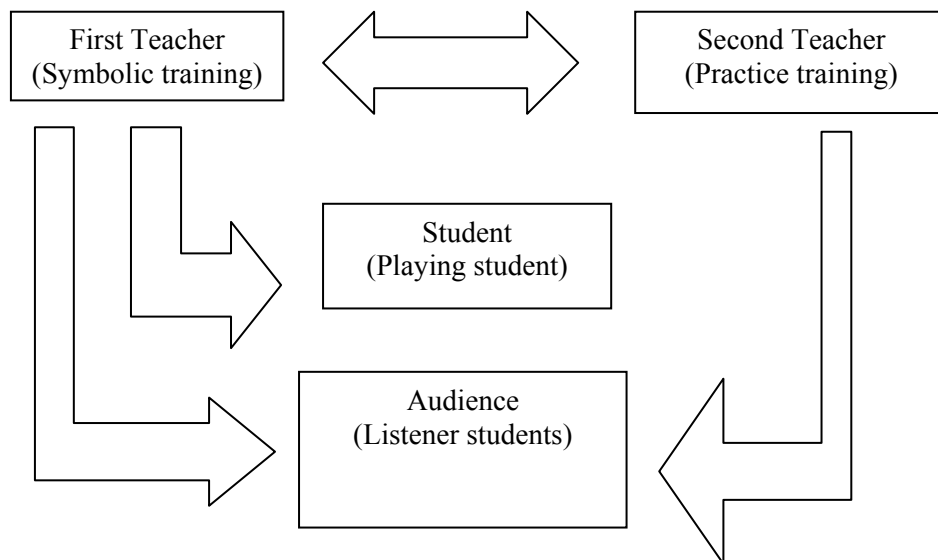 First Teacher
(Symbolic training)
Second Teacher
(Practice training)
Student
(Playing student)
Audience
(Listener students)